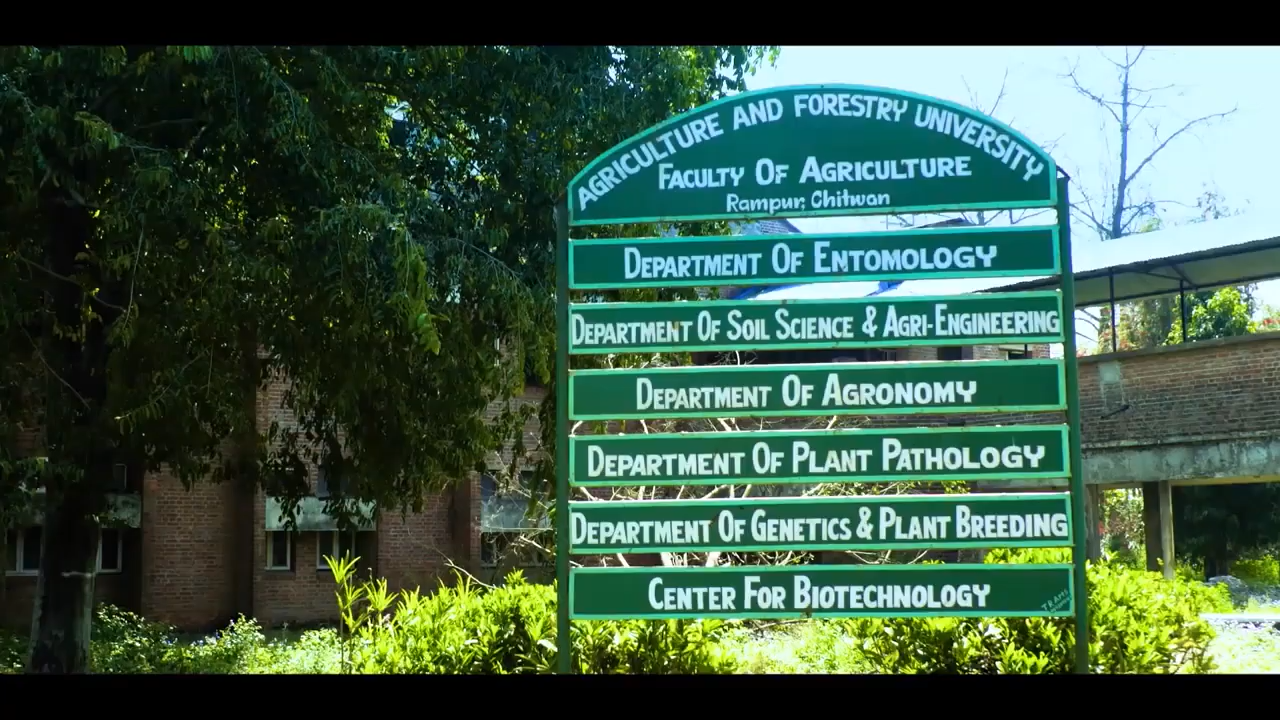 AGRICULTURE AND FORESTRY UNIVERSITY
FACULTY OF AGRICULTURE
Rampur, Chitwan
DEPARTMENT OF ENTOMOLOGY
DEPARTMENT OF SOIL SCIENCE & AGRI-ENGINEERING
DEPARTMENT OF AGRONOMY
DEPARTMENT OF PLANT PATHOLOGY
DEPARTMENT OF GENETICS & PLANT BREEDING
CENTER FOR BIOTECHNOLOGY